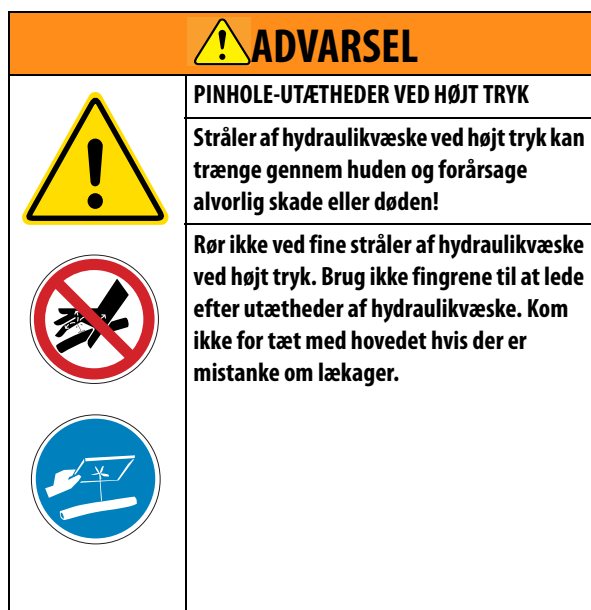 ADVARSEL
PINHOLE-UTÆTHEDER VED HØJT TRYK
Stråler af hydraulikvæske ved højt tryk kan
trænge gennem huden og forårsage
alvorlig skade eller døden!
Rør ikke ved fine stråler af hydraulikvæske
ved højt tryk. Brug ikke fingrene til at lede
efter utætheder af hydraulikvæske. Kom
ikke for tæt med hovedet hvis der er
mistanke om lækager.